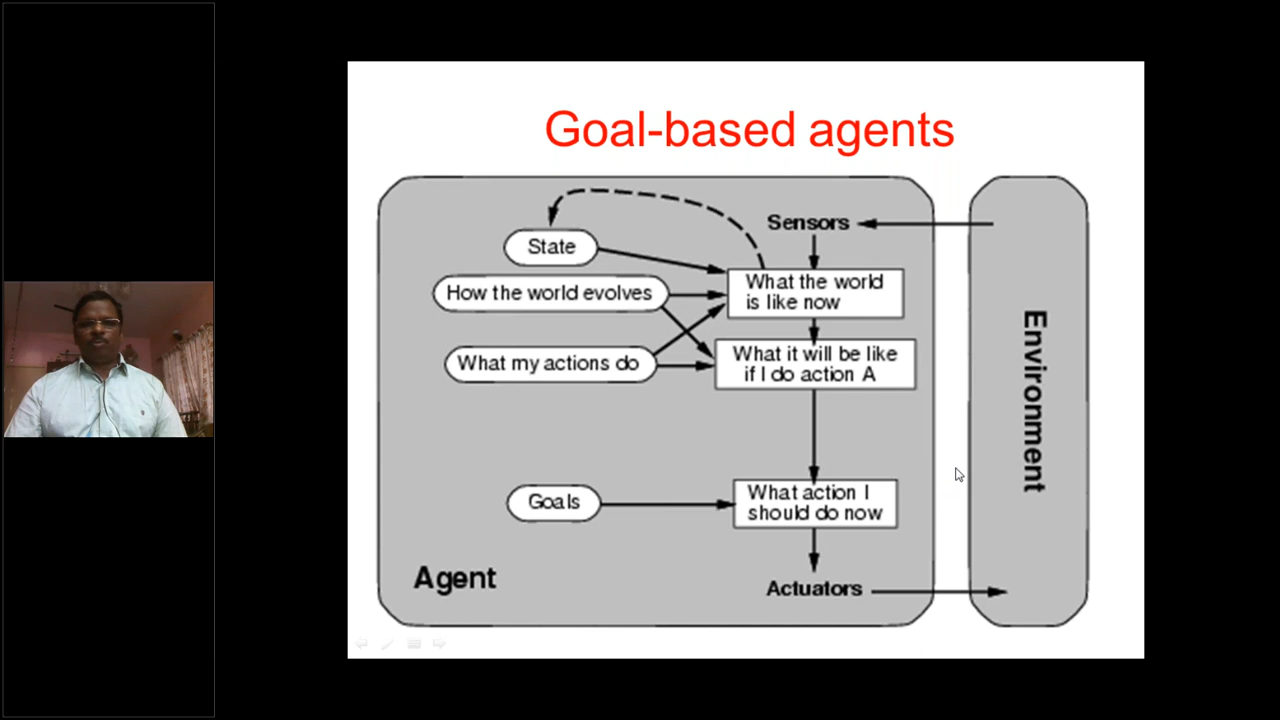 Goal-based agents
Sensors
State
What the world
is like now
How the world evolves
What it will be like
if I do action A
What my actions do
Goals
What action I
should do now
Agent
Actuators
Environment